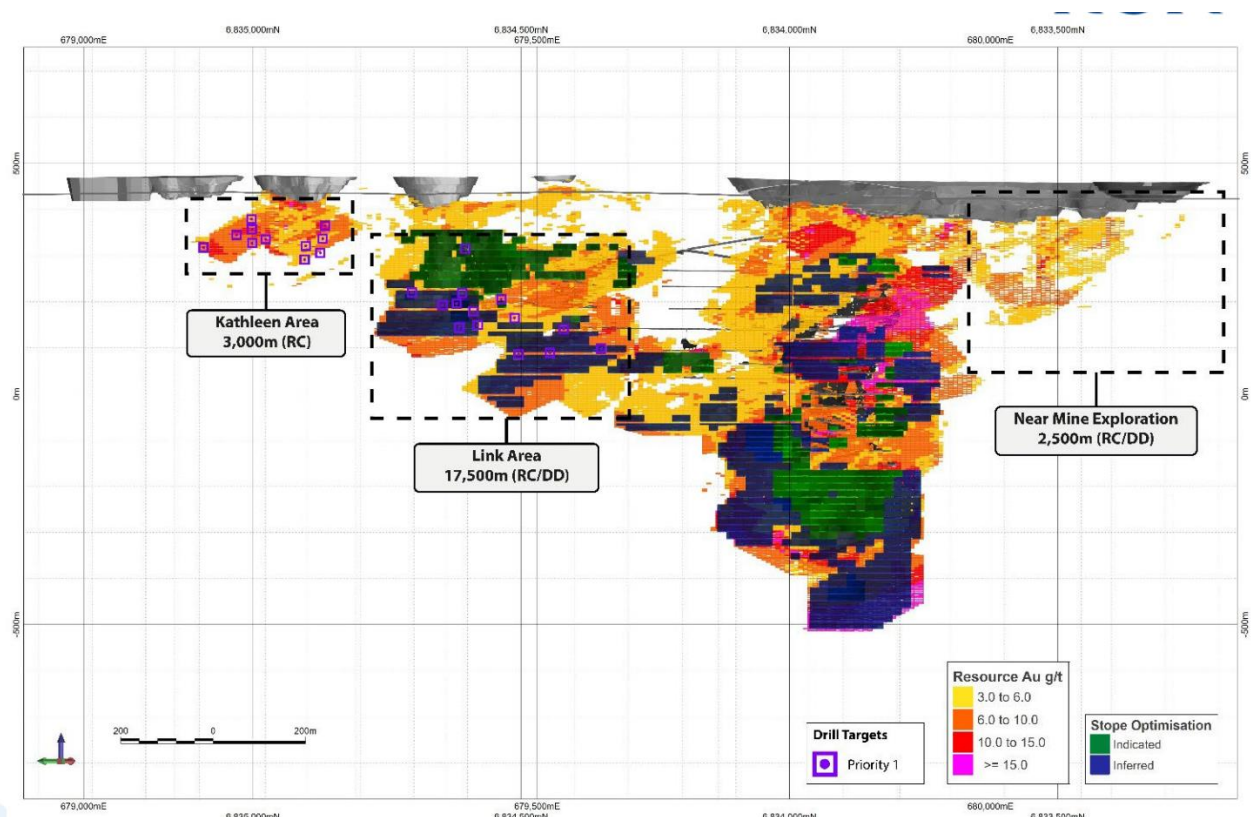 6,835,000mN
6,834,500mN
6,834,000mN
6,833,500mN
679,000mE
679,500mE
680,000mE
500m
500m
Kathleen Area
3,000m (RC)
0m
0m
Near Mine Exploration
2,500m (RC/DD)
Link Area
17,500m (RC/DD)
-500m
-500m
Resource Au g/t
3.0 to 6.0
6.0 to 10.0
10.0 to 15.0
>= 15.0
Stope Optimisation
Indicated
Inferred
Drill Targets
Priority 1
200
0
200m
679,000mE
679,500mE
680,000mE
6,835,000mN
6,834,500mN
6,834,000mN
6,833,500mN